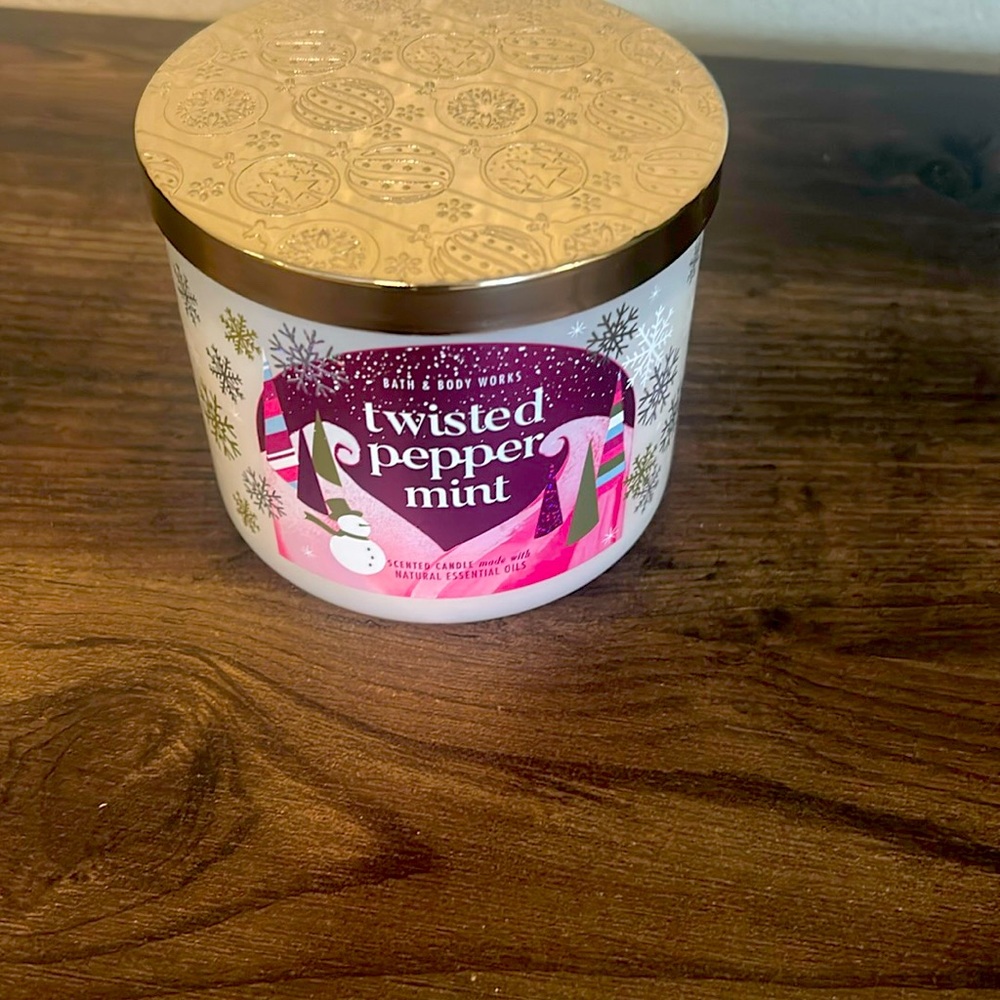 BATH & BODY WORKS
twisted
pepper
mint
SCENTED CANDLE made with
NATURAL ESSENTIAL OILS